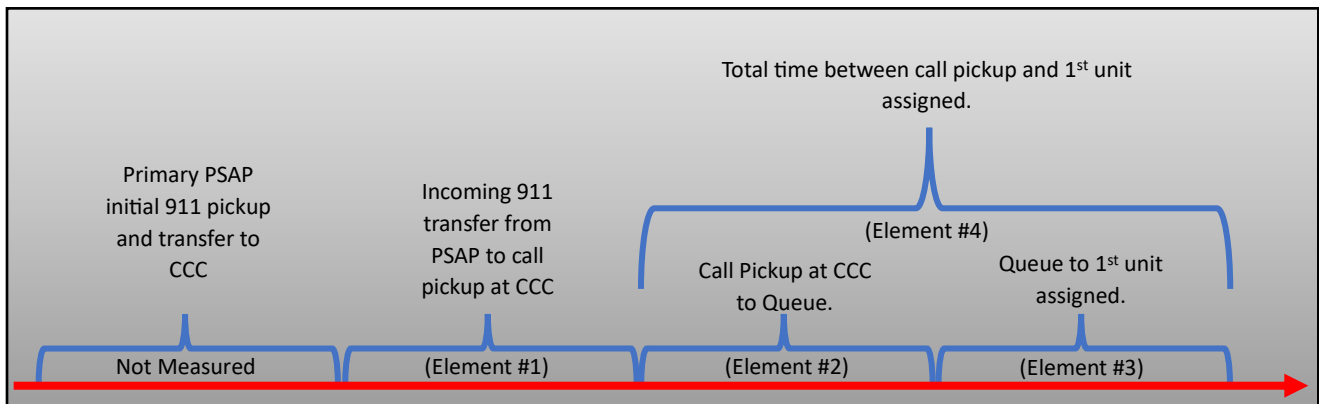 Total time between call pickup and 1st unit
assigned.
(Element #4)
Primary PSAP
initial 911 pickup
and transfer to
CCC
Not Measured
Incoming 911
transfer from
PSAP to call
pickup at CCC
(Element #1)
Call Pickup at CCC
to Queue.
(Element #2)
Queue to 1st unit
assigned.
(Element #3)